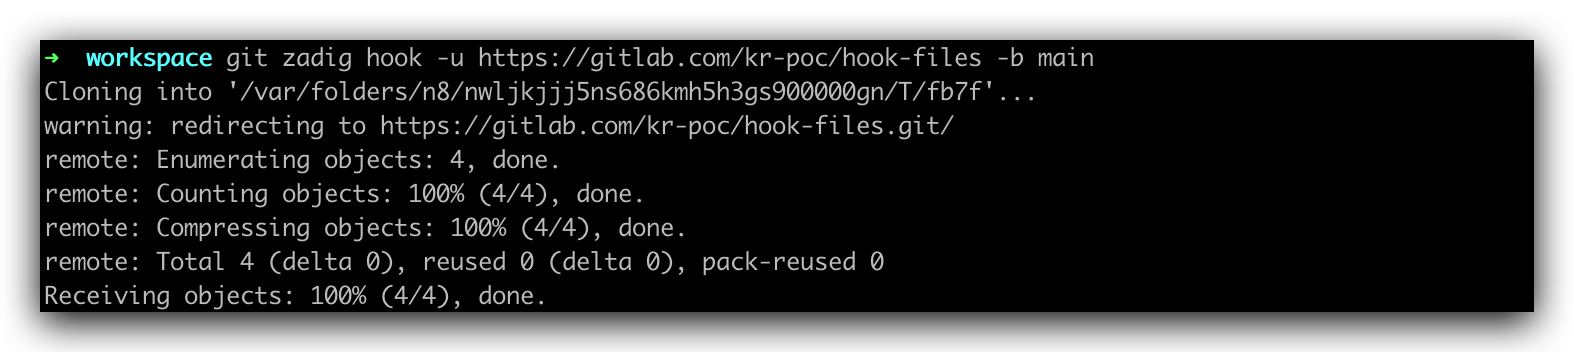 ➜  workspace git zadig hook -u https://gitlab.com/kr-poc/hook-files -b main
Cloning into '/var/folders/n8/nwljkjjj5ns686kmh5h3gs900000gn/T/fb7f'...
warning: redirecting to https://gitlab.com/kr-poc/hook-files.git/
remote: Enumerating objects: 4, done.
remote: Counting objects: 100% (4/4), done.
remote: Compressing objects: 100% (4/4), done.
remote: Total 4 (delta 0), reused 0 (delta 0), pack-reused 0
Receiving objects: 100% (4/4), done.